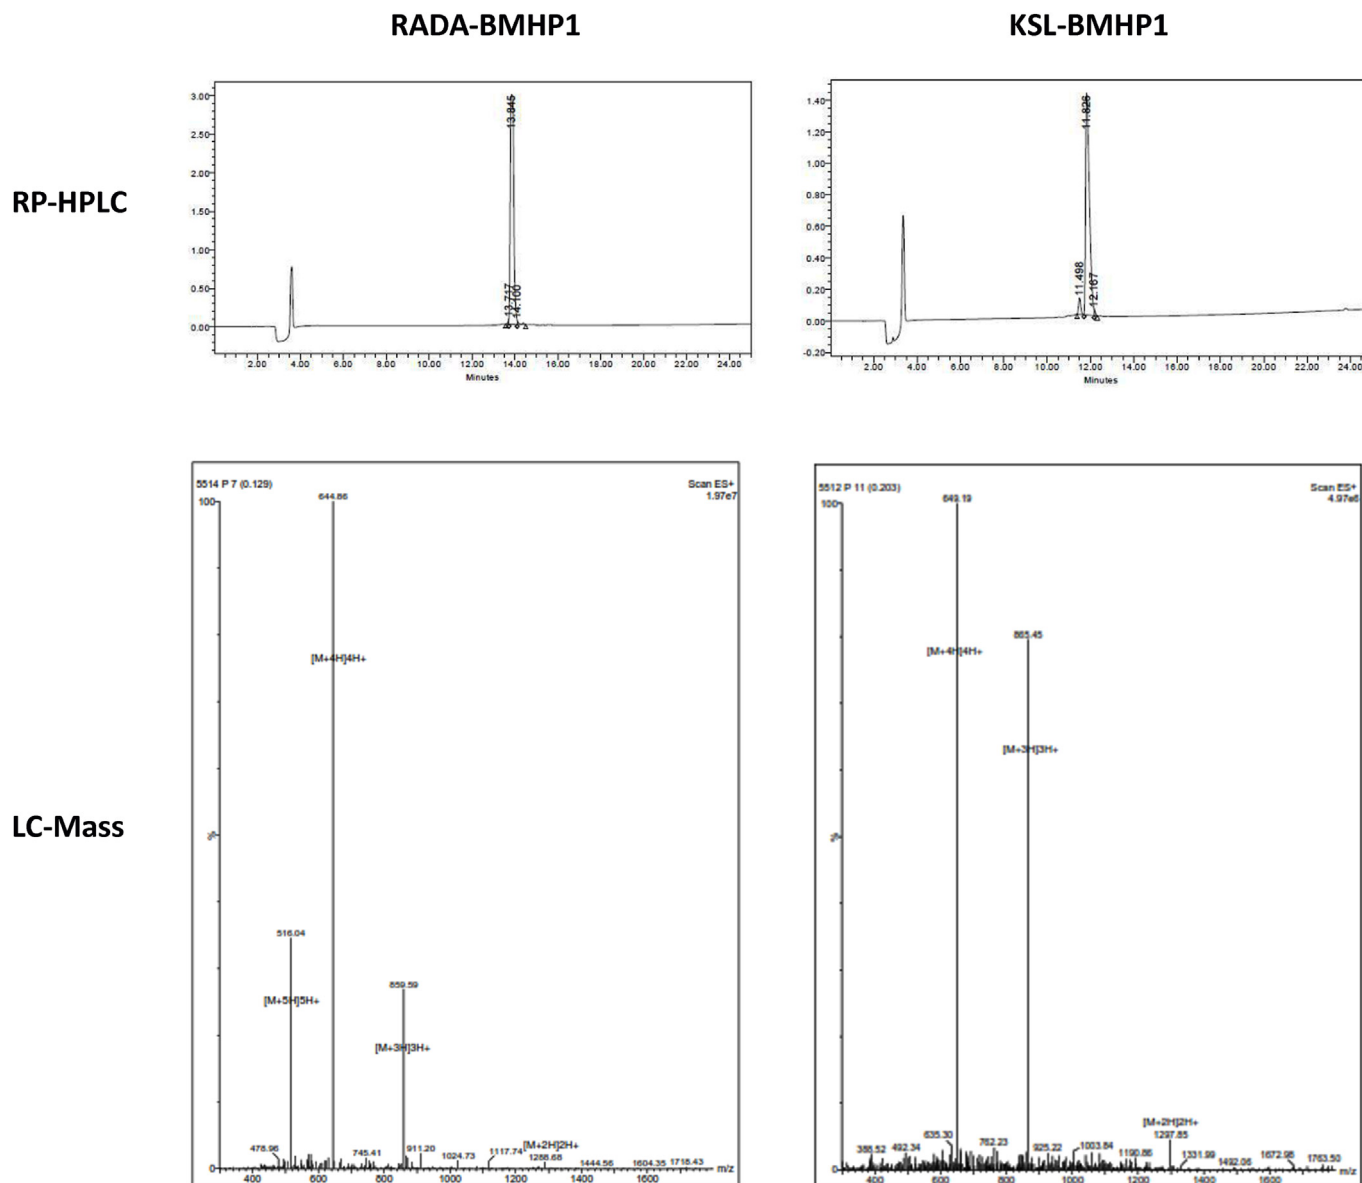 RADA-BMHP1
KSL-BMHP1
RP-HPLC
3.00
2.50
2.00
1.50
1.00
0.50
0.00
13.845
13.717
14.100
2.00 4.00 6.00 8.00 10.00 12.00 14.00 16.00 18.00 20.00 22.00 24.00
Minutes
1.40
1.20
1.00
0.80
0.60
0.40
0.20
0.00
-0.20
11.498
11.826
12.167
2.00 4.00 6.00 8.00 10.00 12.00 14.00 16.00 18.00 20.00 22.00 24.00
Minutes
LC-Mass
5514 P 7 (0.129)
Scan ES+
1.97e7
100
644.86
[M+4H]4H+
%
516.04
[M+5H]5H+
859.59
[M+3H]3H+
[M+2H]2H+
478.96
745.41
911.20
1024.73
1117.74
1288.68
1444.56
1604.35
1718.43
0
m/z
400 600 800 1000 1200 1400 1600
5512 P 11 (0.203)
Scan ES+
4.97e6
100
649.19
865.45
[M+4H]4H+
[M+3H]3H+
%
[M+2H]2H+
1297.85
388.52
492.34
635.30
762.23
925.22
1003.84
1190.86
1331.99
1492.06
1672.98
1763.50
0
m/z
400 600 800 1000 1200 1400 1600